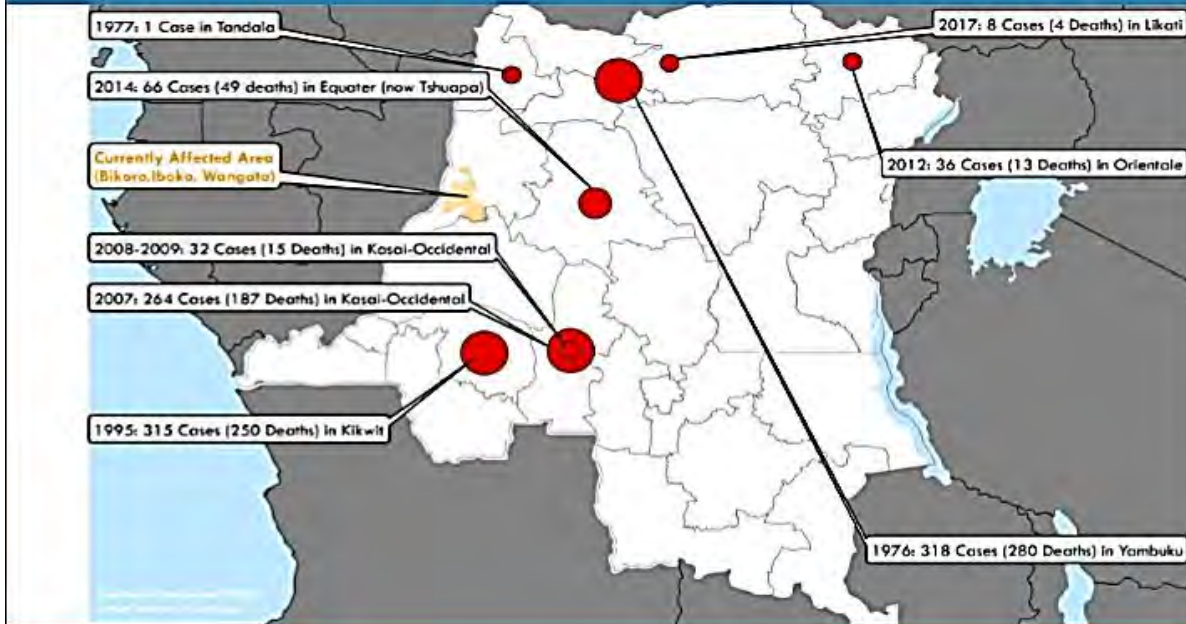 1977: 1 Case in Tandala
2017: 8 Cases (4 Deaths) in Likati
2014: 66 Cases (49 deaths) in Equater (now Tshuapa)
Currently Affected Area
(Bikoro,Iboko, Wangata)
2012: 36 Cases (13 Deaths) in Orientale
2008-2009: 32 Cases (15 Deaths) in Kasai-Occidental
2007: 264 Cases (187 Deaths) in Kasai-Occidental
1995: 315 Cases (250 Deaths) in Kikwit
1976: 318 Cases (280 Deaths) in Yambuku